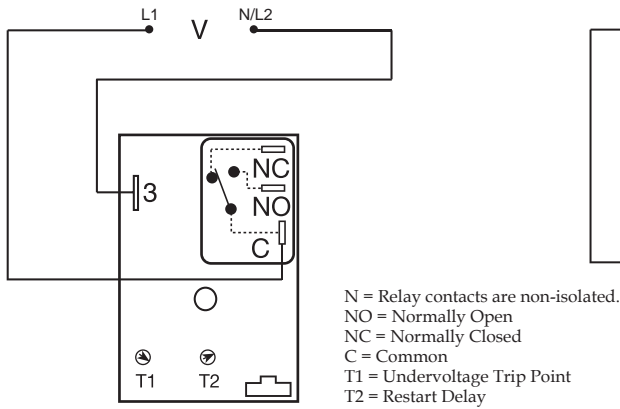 L1 V N/L2
NC
3
NO
C
N = Relay contacts are non-isolated.
NO = Normally Open
NC = Normally Closed
C = Common
T1 = Undervoltage Trip Point
T2 = Restart Delay
T1 T2